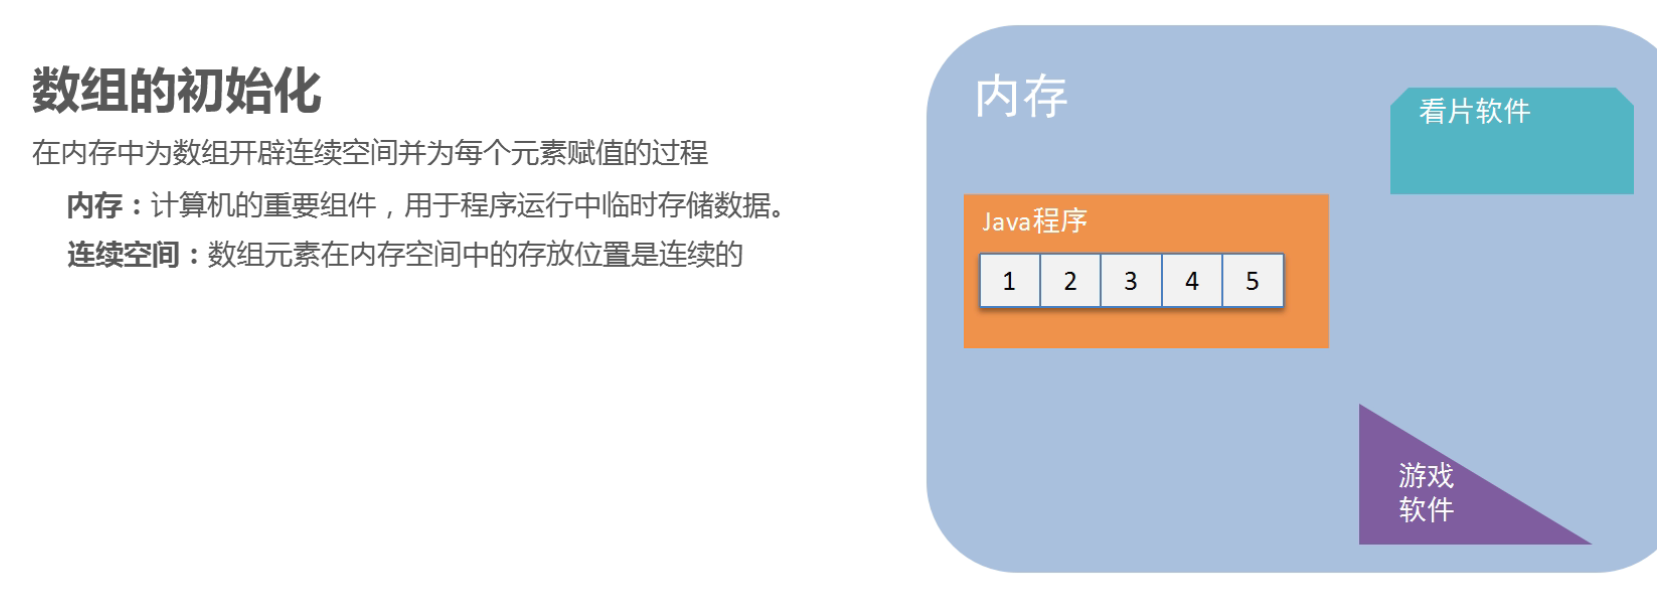 数组的初始化
在内存中为数组开辟连续空间并为每个元素赋值的过程
内存：计算机的重要组件，用于程序运行中临时存储数据。
连续空间：数组元素在内存空间中的存放位置是连续的
内存
看片软件
Java程序
1 2 3 4 5
游戏
软件